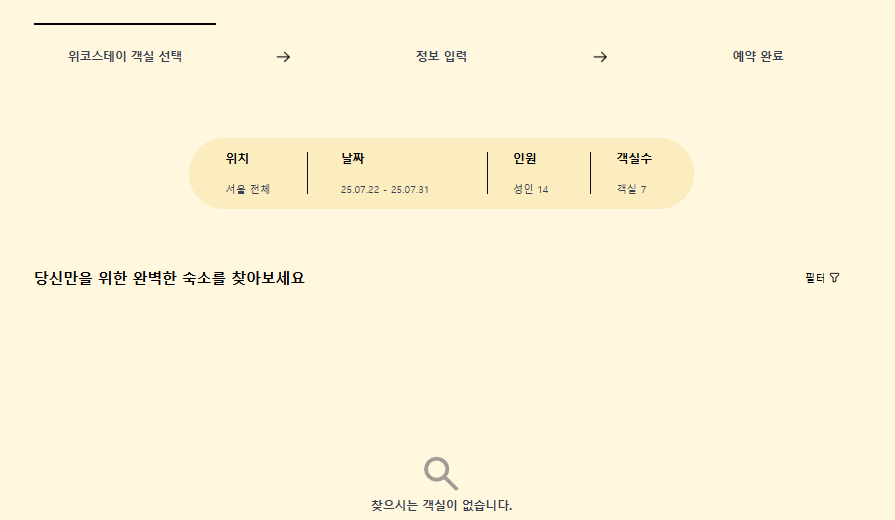 위코스테이 객실 선택 → 정보 입력 → 예약 완료
위치 날짜 인원 객실수
서울 전체 25.07.22 - 25.07.31 성인 14 객실 7
당신만을 위한 완벽한 숙소를 찾아보세요 필터
찾으시는 객실이 없습니다.